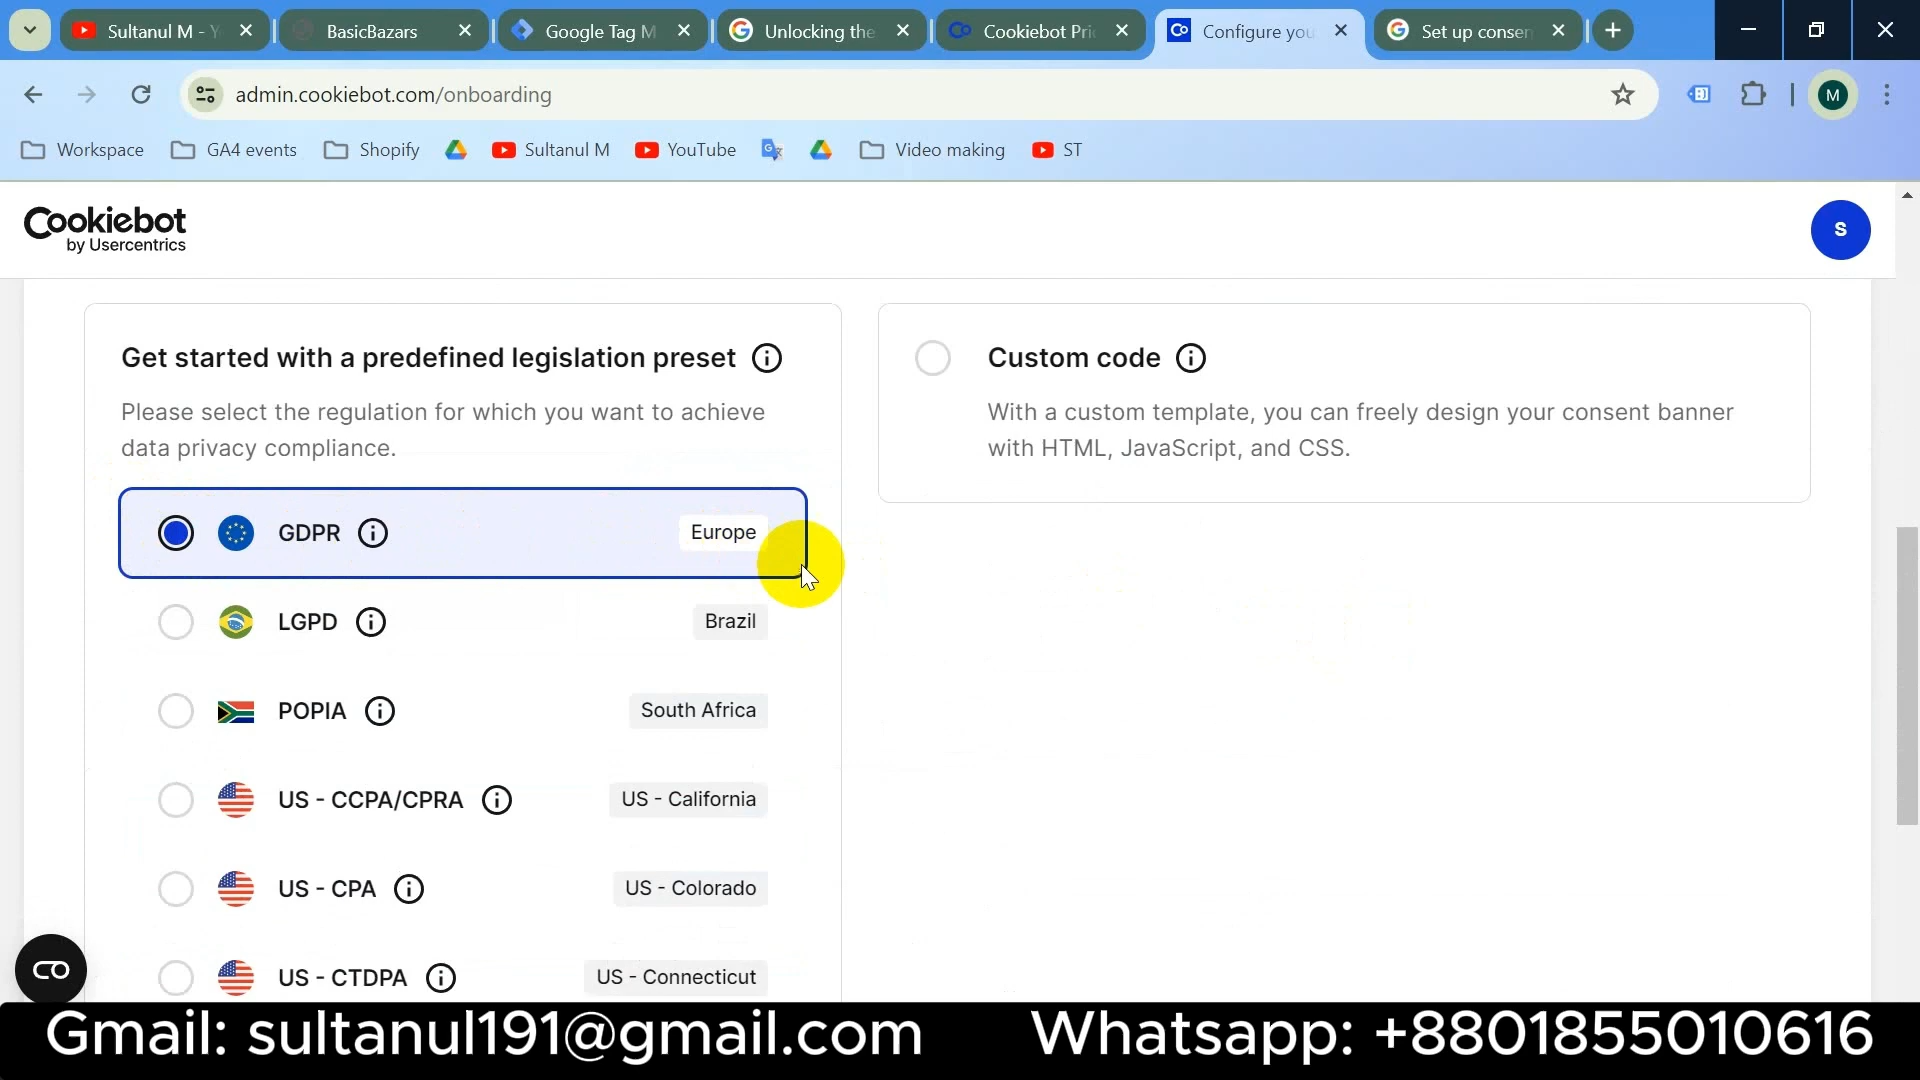 Sultanul M - Y
BasicBazars
Google Tag M
Unlocking the
Cookiebot Pri
Configure you
Set up consen
admin.cookiebot.com/onboarding
M
Workspace
GA4 events
Shopify
Sultanul M
YouTube
Video making
ST
Cookiebot
by Usercentrics
S
Get started with a predefined legislation preset
Please select the regulation for which you want to achieve
data privacy compliance.
GDPR
Europe
LGPD
Brazil
POPIA
South Africa
US - CCPA/CPRA
US - California
US - CPA
US - Colorado
US - CTDPA
US - Connecticut
Custom code
With a custom template, you can freely design your consent banner
with HTML, JavaScript, and CSS.
Gmail: sultanul191@gmail.com
Whatsapp: +8801855010616